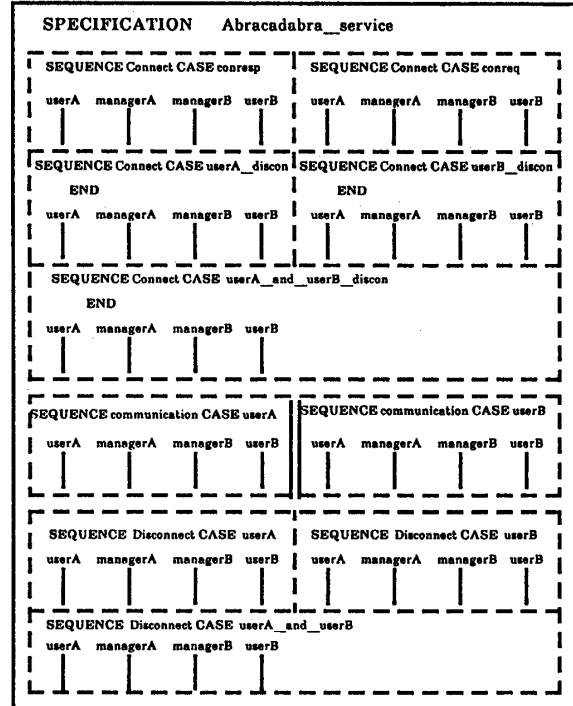 SPECIFICATION Abracadabra__service
SEQUENCE Connect CASE conresp
userA managerA managerB userB
SEQUENCE Connect CASE conreq
userA managerA managerB userB
SEQUENCE Connect CASE userA__discon
END
userA managerA managerB userB
SEQUENCE Connect CASE userB__discon
END
userA managerA managerB userB
SEQUENCE Connect CASE userA__and__userB__discon
END
userA managerA managerB userB
SEQUENCE communication CASE userA
userA managerA managerB userB
SEQUENCE communication CASE userB
userA managerA managerB userB
SEQUENCE Disconnect CASE userA
userA managerA managerB userB
SEQUENCE Disconnect CASE userB
userA managerA managerB userB
SEQUENCE Disconnect CASE userA__and__userB
userA managerA managerB userB